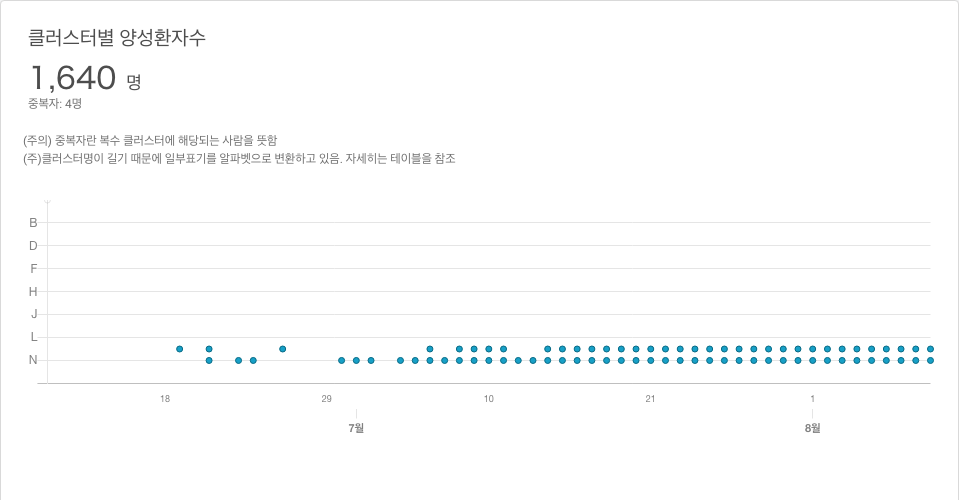 클러스터별 양성환자수
1,640 명
중복자: 4명
(주의) 중복자란 복수 클러스터에 해당되는 사람을 뜻함
(주)클러스터명이 길기 때문에 일부표기를 알파벳으로 변환하고 있음. 자세히는 테이블을 참조
B
D
F
H
J
L
N
18 29 10 21 1
7월 8월